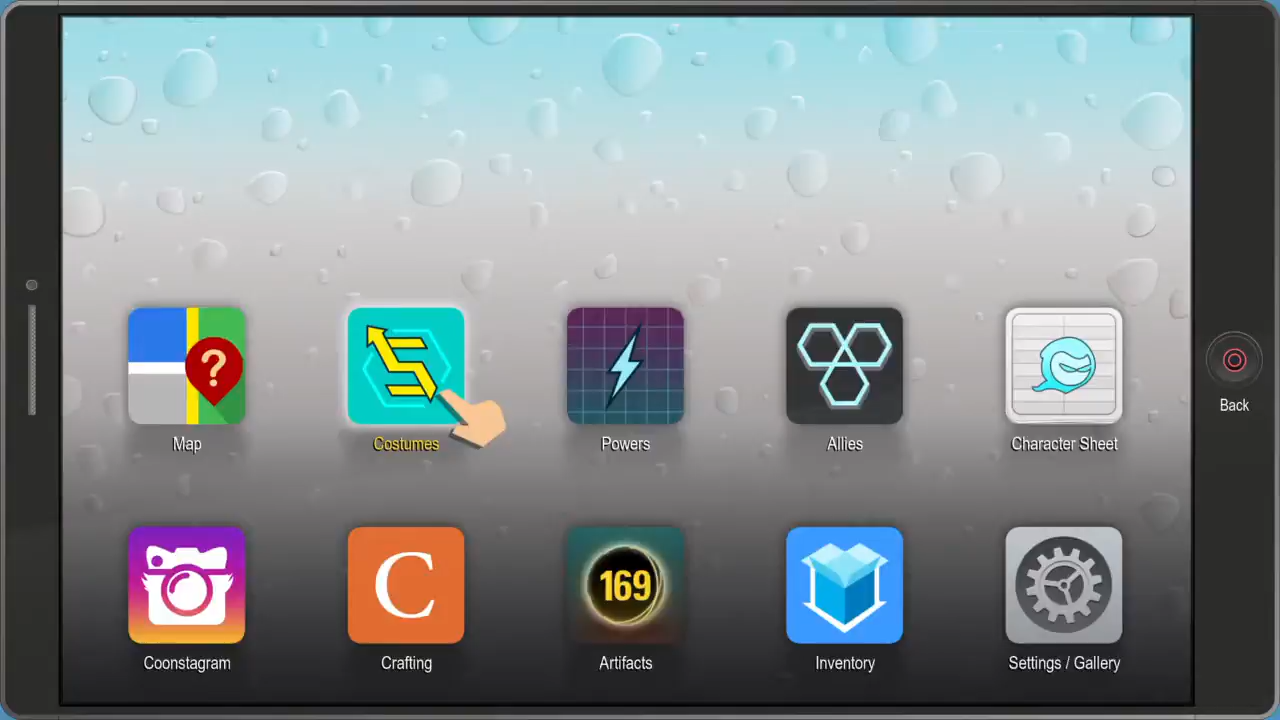 ?
Map
Costumes
Powers
Allies
Character Sheet
Back
C
169
Coonstagram
Crafting
Artifacts
Inventory
Settings / Gallery